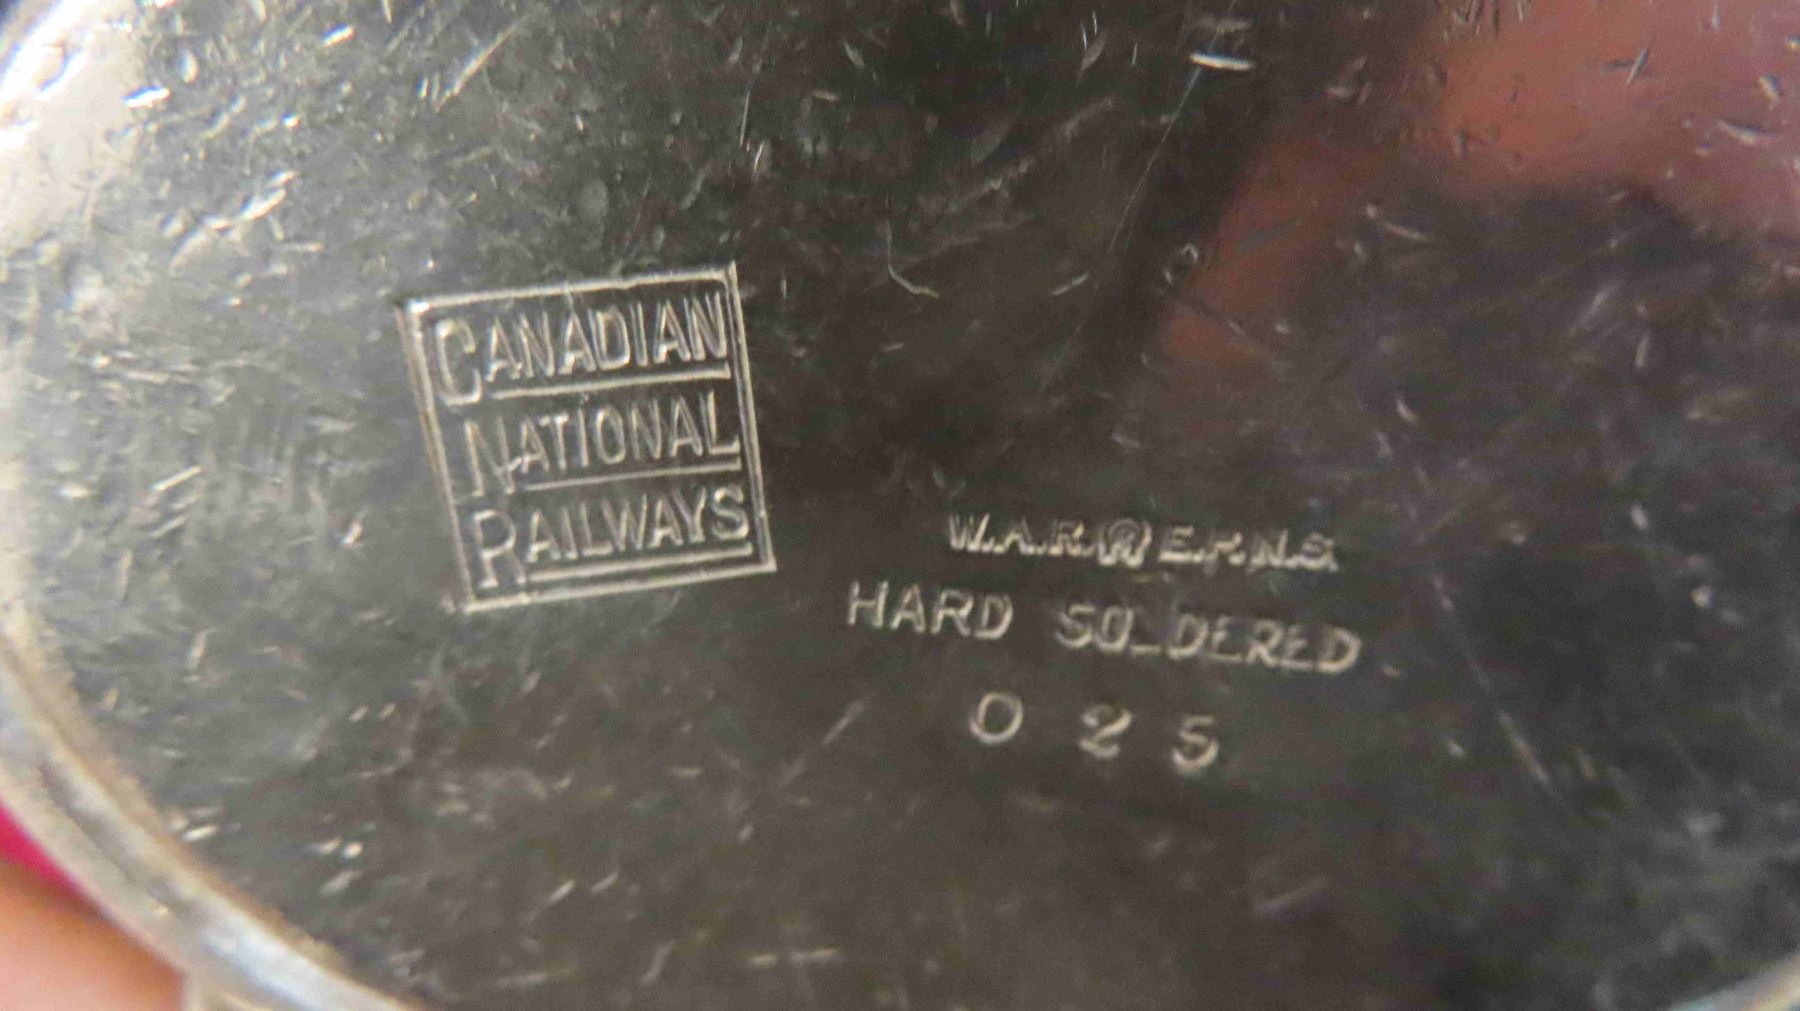 CANADIAN
NATIONAL
RAILWAYS
W.A.R. E.P.N.S.
HARD SOLDERED
025